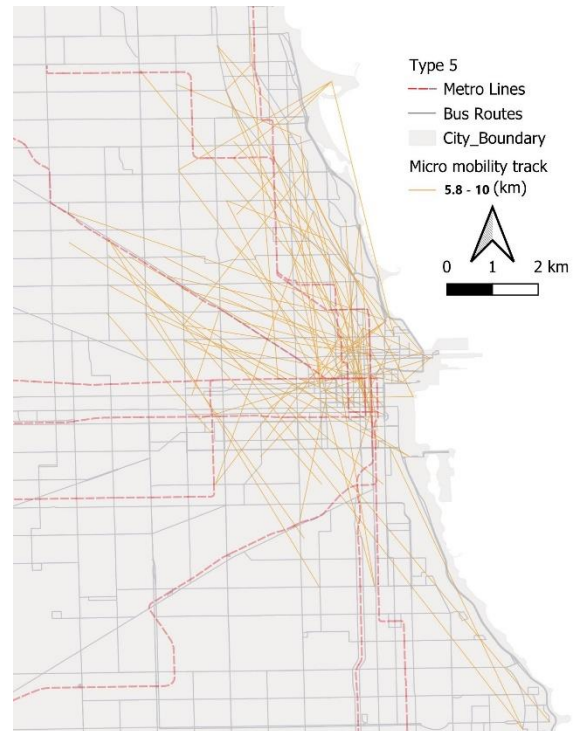 Type 5
Metro Lines
Bus Routes
City_Boundary
Micro mobility track
5.8 - 10 (km)
0 1 2 km